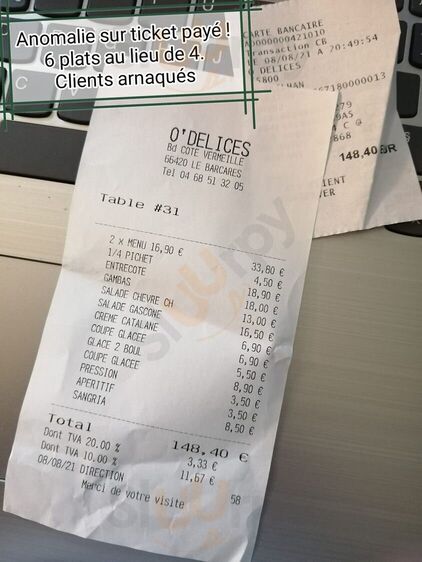 Anomalie sur ticket payé !
6 plats au lieu de 4.
Clients arnaqués
CARTE BANCAIRE
A0000000421010
Transaction CB
LE 08/08/21 A 20:49:54
O DELICES
148,40
O'DELICES
Bd COTE VERMEILLE
66420 LE BARCARES
Tel 04 68 51 32 05
Table #31
2 x MENU 16,90 € 33,80 €
1/4 PICHET 4,50 €
ENTRECOTE 18,90 €
GAMBAS 18,00 €
SALADE CHEVRE CH 13,00 €
SALADE GASCONE 16,50 €
CREME CATALANE 6,90 €
COUPE GLACEE 6,90 €
GLACE 2 BOUL 5,50 €
COUPE GLACEE 8,90 €
PRESSION 3,50 €
APERITIF 3,50 €
SANGRIA 8,50 €
Total 148,40 €
Dont TVA 20.00 % 3,33 €
Dont TVA 10.00 % 11,67 €
08/08/21 DIRECTION 58
Merci de votre visite